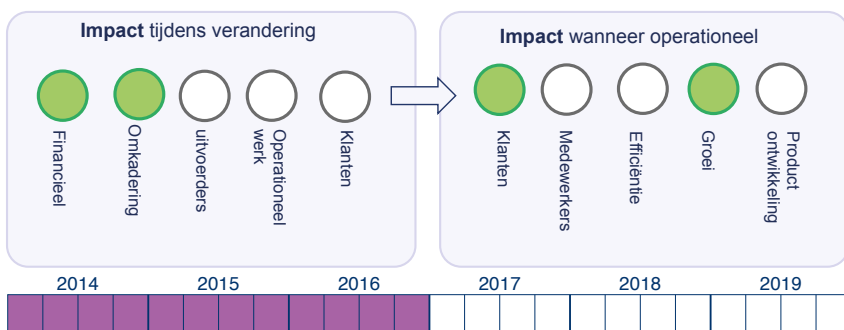 Impact tijdens verandering
Financieel
Omkadering
uitvoerders
Operationeel
werk
Klanten
Impact wanneer operationeel
Klanten
Medewerkers
Efficiëntie
Groei
Product
ontwikkeling
2014 2015 2016 2017 2018 2019